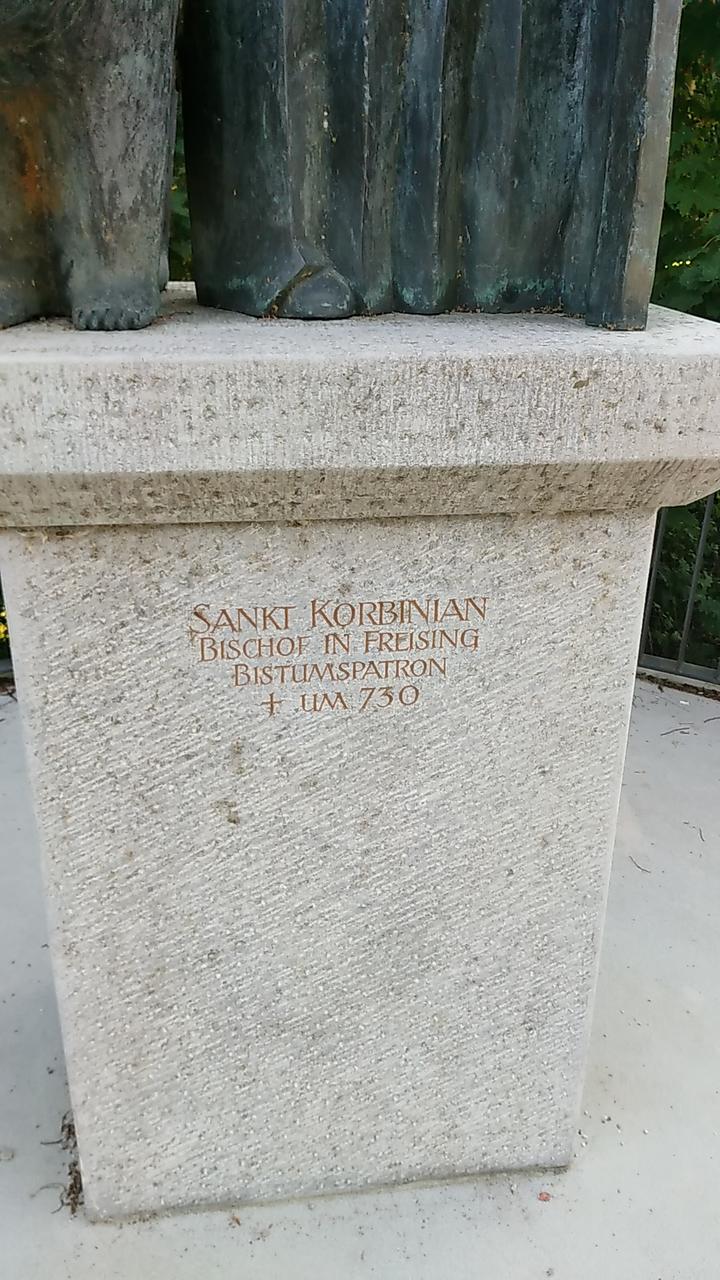 SANKT KORBINIAN
BISCHOF IN FREISING
BISTUMSPATRON
+ UM 730